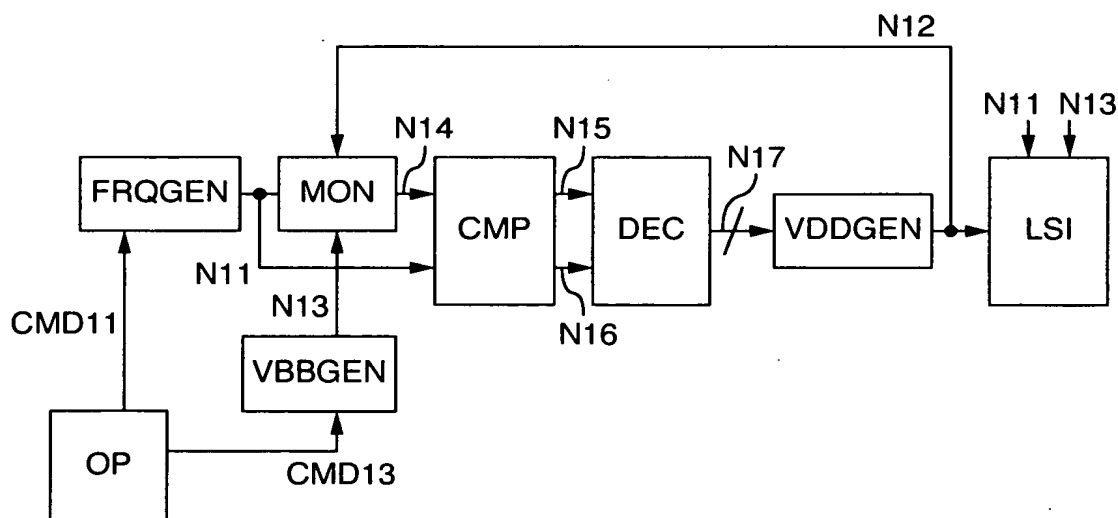 N12
N11 N13
N14
N15
N17
FRQGEN
MON
CMP
DEC
VDDGEN
LSI
N11
N13
N16
CMD11
VBBGEN
OP
CMD13